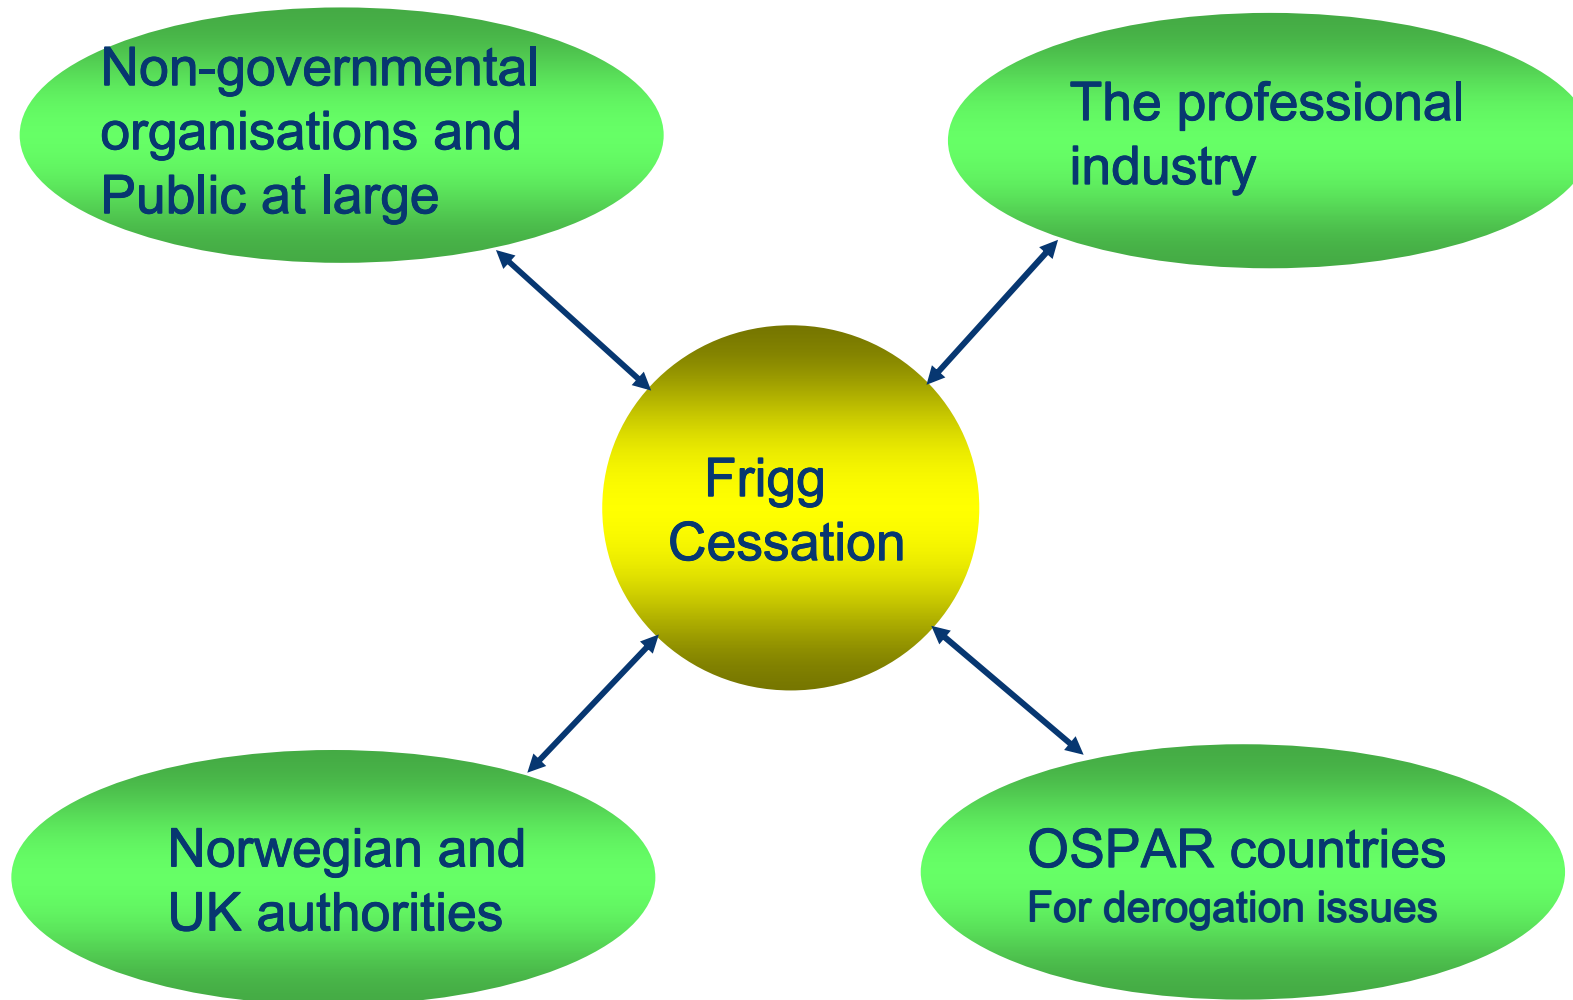 Non-governmental
organisations and
Public at large
The professional
industry
Frigg
Cessation
Norwegian and
UK authorities
OSPAR countries
For derogation issues